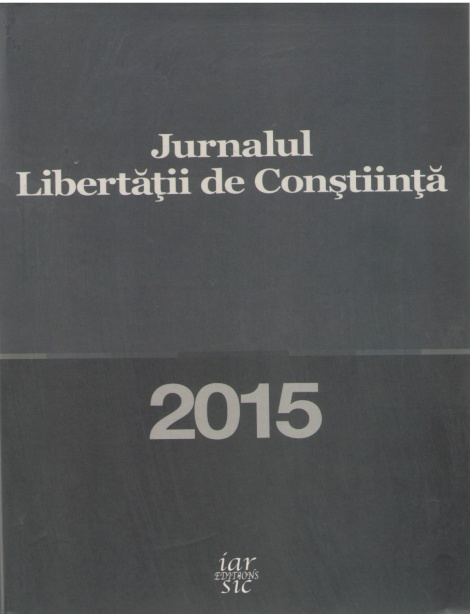 Jurnalul
Libertăţii de Conştiinţă
2015
iar
EDITIONS
sic